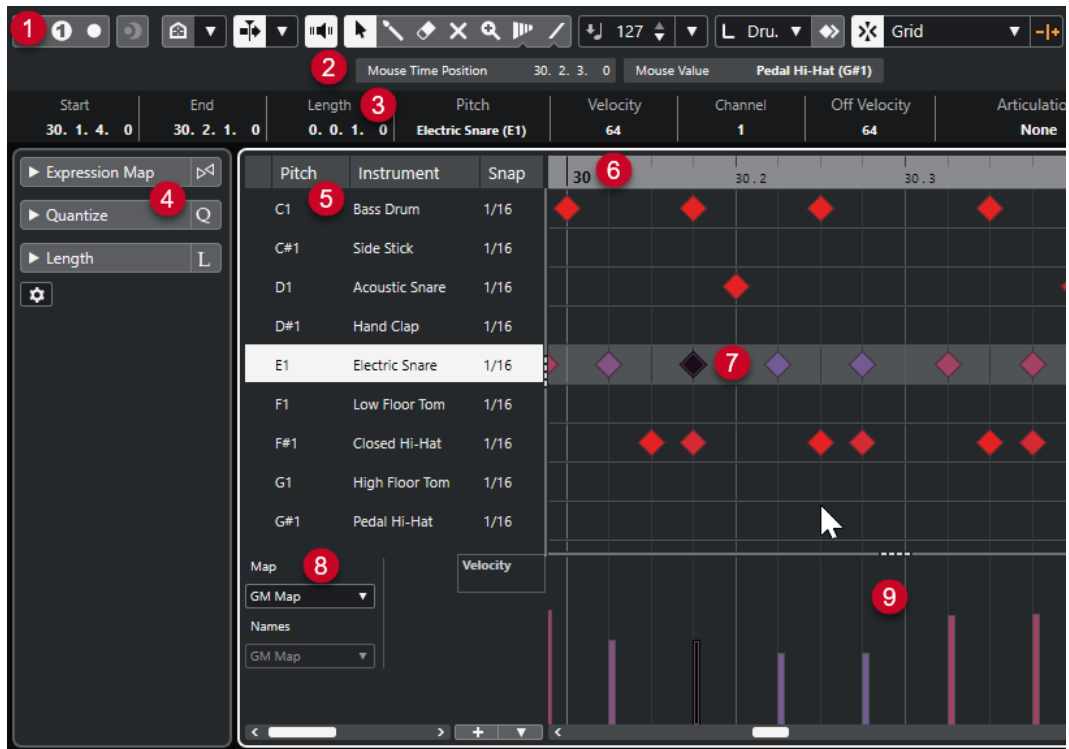 1 1 127 L Dru. Grid
2 Mouse Time Position 30. 2. 3. 0 Mouse Value Pedal Hi-Hat (G#1)
Start End Length 3 Pitch Velocity Channel Off Velocity Articulatio
30. 1. 4. 0 30. 2. 1. 0 0. 0. 1. 0 Electric Snare (E1) 64 1 64 None
Expression Map
4
Quantize Q
Length L
Pitch Instrument Snap 30 6 30.2 30.3
5
C1 Bass Drum 1/16
C#1 Side Stick 1/16
D1 Acoustic Snare 1/16
D#1 Hand Clap 1/16
E1 Electric Snare 1/16 7
F1 Low Floor Tom 1/16
F#1 Closed Hi-Hat 1/16
G1 High Floor Tom 1/16
G#1 Pedal Hi-Hat 1/16
Map 8 Velocity
GM Map 9
Names
GM Map